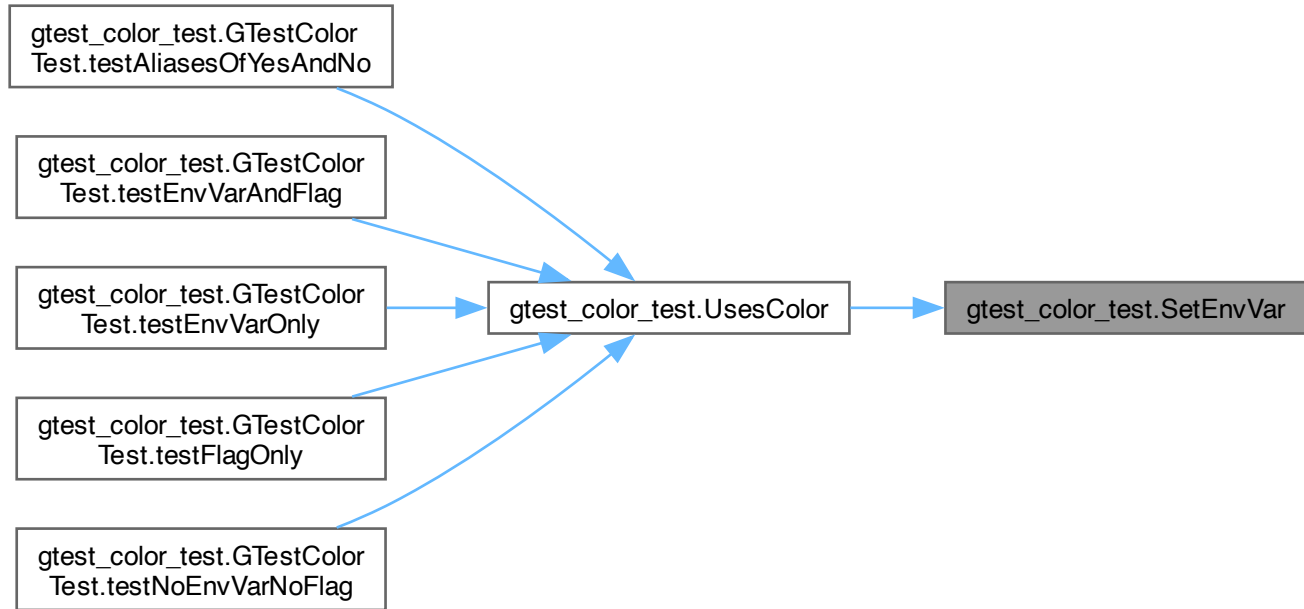 gtest_color_test.GTestColor
Test.testAliasesOfYesAndNo
gtest_color_test.GTestColor
Test.testEnvVarAndFlag
gtest_color_test.GTestColor
Test.testEnvVarOnly
gtest_color_test.GTestColor
Test.testFlagOnly
gtest_color_test.GTestColor
Test.testNoEnvVarNoFlag
gtest_color_test.UsesColor
gtest_color_test.SetEnvVar